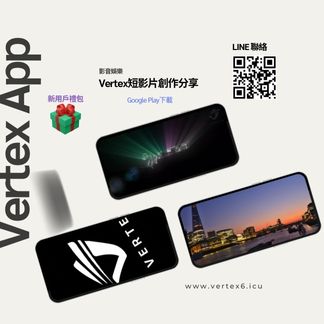 Vertex App
影音娛樂
Vertex短影片創作分享
Google Play下載
新用戶禮包
LINE 聯絡
VERTE
www.vertex6.icu